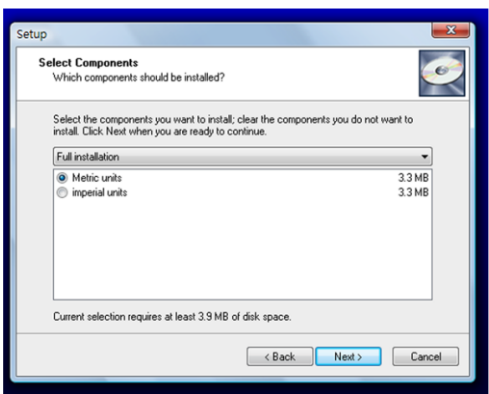 Setup
Select Components
Which components should be installed?
Select the components you want to install; clear the components you do not want to
install. Click Next when you are ready to continue.
Full installation
Metric units 3.3 MB
imperial units 3.3 MB
Current selection requires at least 3.9 MB of disk space.
< Back Next > Cancel